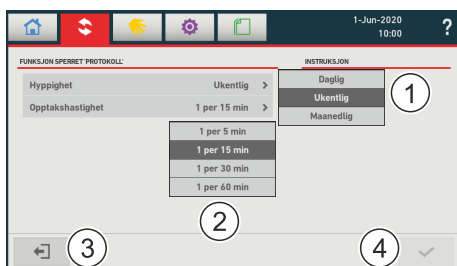 1-Jun-2020
10:00
?
FUNKSJON SPERRET 'PROTOKOLL'
INSTRUKSJON
Hyppighet Ukentlig >
Opptakshastighet 1 per 15 min >
Daglig
Ukentlig
Maanedlig
1
1 per 5 min
1 per 15 min
1 per 30 min
1 per 60 min
2
3
4